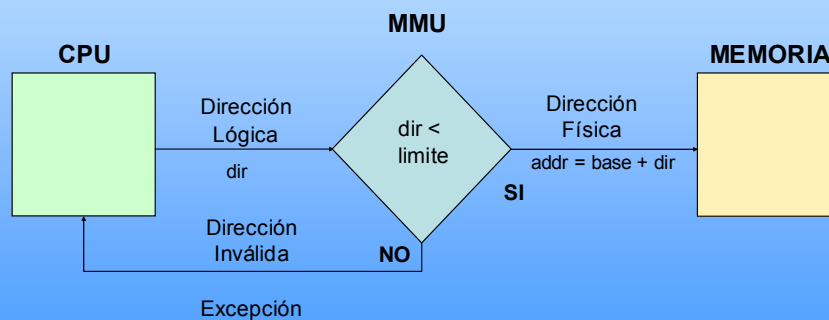 MMU
CPU
MEMORIA
Dirección
Lógica
dir
dir <
limite
Dirección
Física
addr = base + dir
SI
Dirección
Inválida
NO
Excepción